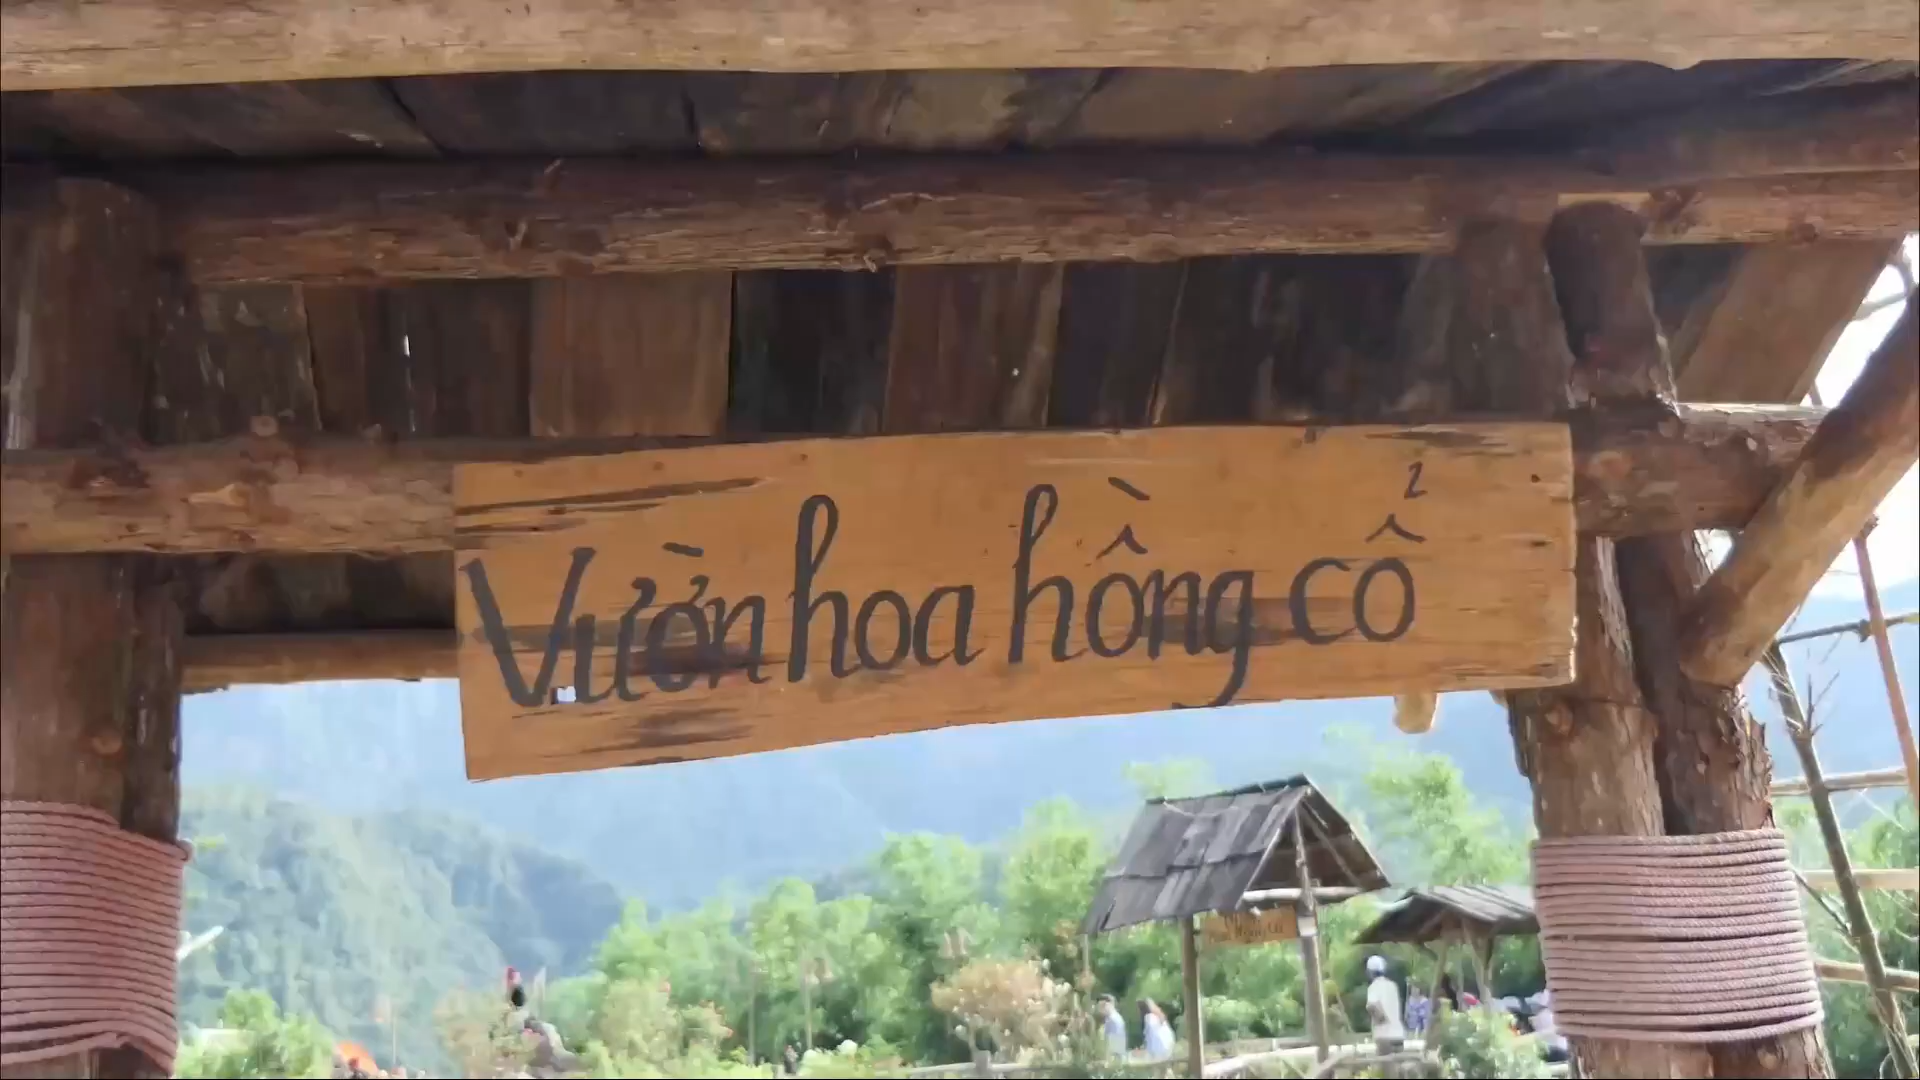 Vườn hoa hồng cổ